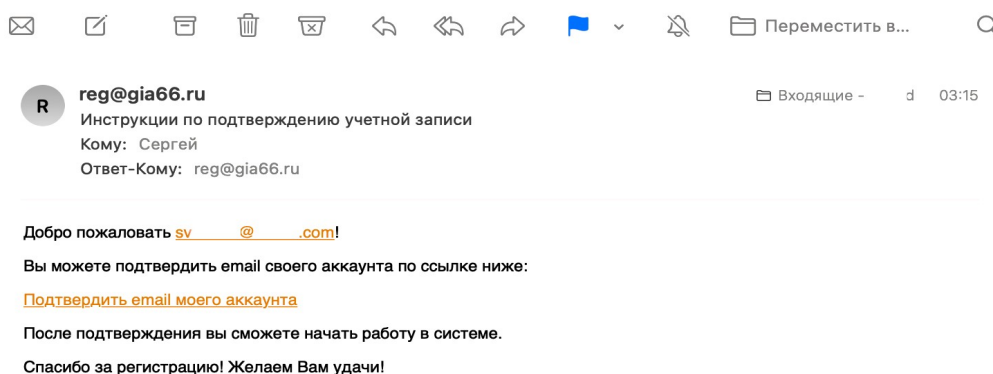 Переместить в...
R
reg@gia66.ru
Входящие - d 03:15
Инструкции по подтверждению учетной записи
Кому: Сергей
Ответ-Кому: reg@gia66.ru
Добро пожаловать sv @ .com!
Вы можете подтвердить email своего аккаунта по ссылке ниже:
Подтвердить email моего аккаунта
После подтверждения вы сможете начать работу в системе.
Спасибо за регистрацию! Желаем Вам удачи!